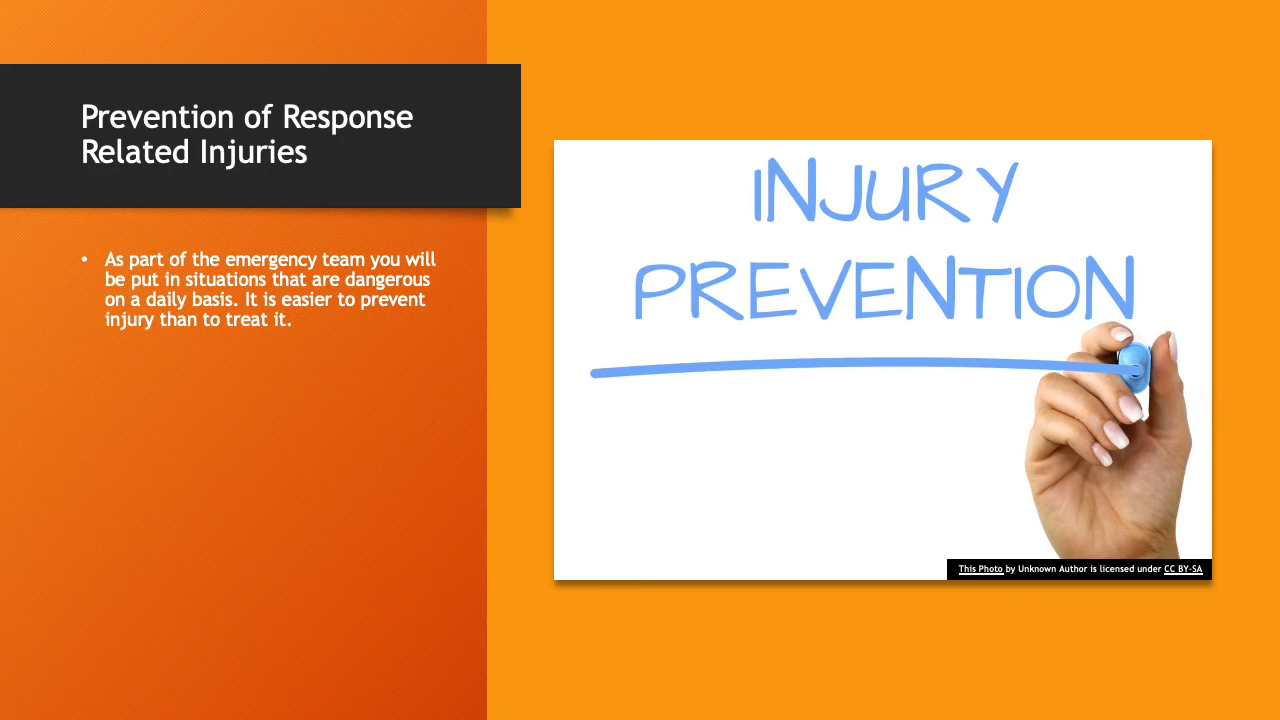 Prevention of Response
Related Injuries
• As part of the emergency team you will
be put in situations that are dangerous
on a daily basis. It is easier to prevent
injury than to treat it.
INJURY
PREVENTION
This Photo by Unknown Author is licensed under CC BY-SA